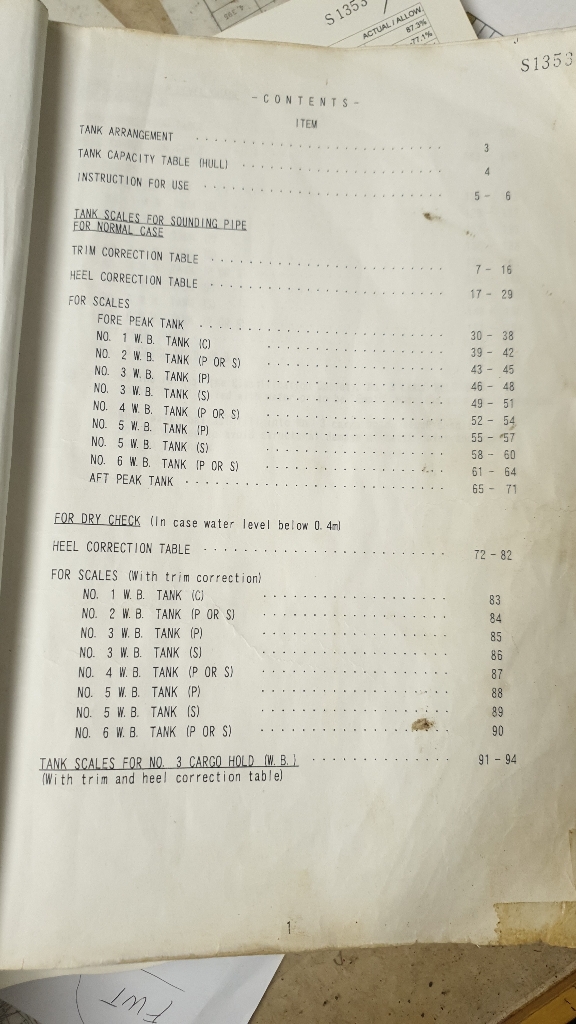 S1353
ACTUAL/ALLOW.
87.3%
77.1%
S1353
- C O N T E N T S -
ITEM
TANK ARRANGEMENT .......................... 3
TANK CAPACITY TABLE (HULL) .......................... 4
INSTRUCTION FOR USE .......................... 5 - 6
TANK SCALES FOR SOUNDING PIPE
FOR NORMAL CASE
TRIM CORRECTION TABLE .......................... 7 - 16
HEEL CORRECTION TABLE .......................... 17 - 29
FOR SCALES
FORE PEAK TANK .......................... 30 - 38
NO. 1 W. B. TANK (C) .................... 39 - 42
NO. 2 W. B. TANK (P OR S) .................... 43 - 45
NO. 3 W. B. TANK (P) .................... 46 - 48
NO. 3 W. B. TANK (S) .................... 49 - 51
NO. 4 W. B. TANK (P OR S) .................... 52 - 54
NO. 5 W. B. TANK (P) .................... 55 - 57
NO. 5 W. B. TANK (S) .................... 58 - 60
NO. 6 W. B. TANK (P OR S) .................... 61 - 64
AFT PEAK TANK .......................... 65 - 71
FOR DRY CHECK (In case water level below 0.4m)
HEEL CORRECTION TABLE .......................... 72 - 82
FOR SCALES (With trim correction)
NO. 1 W. B. TANK (C) .................... 83
NO. 2 W. B. TANK (P OR S) .................... 84
NO. 3 W. B. TANK (P) .................... 85
NO. 3 W. B. TANK (S) .................... 86
NO. 4 W. B. TANK (P OR S) .................... 87
NO. 5 W. B. TANK (P) .................... 88
NO. 5 W. B. TANK (S) .................... 89
NO. 6 W. B. TANK (P OR S) .................... 90
TANK SCALES FOR NO. 3 CARGO HOLD (W. B.) .............. 91 - 94
(With trim and heel correction table)
1
FWT